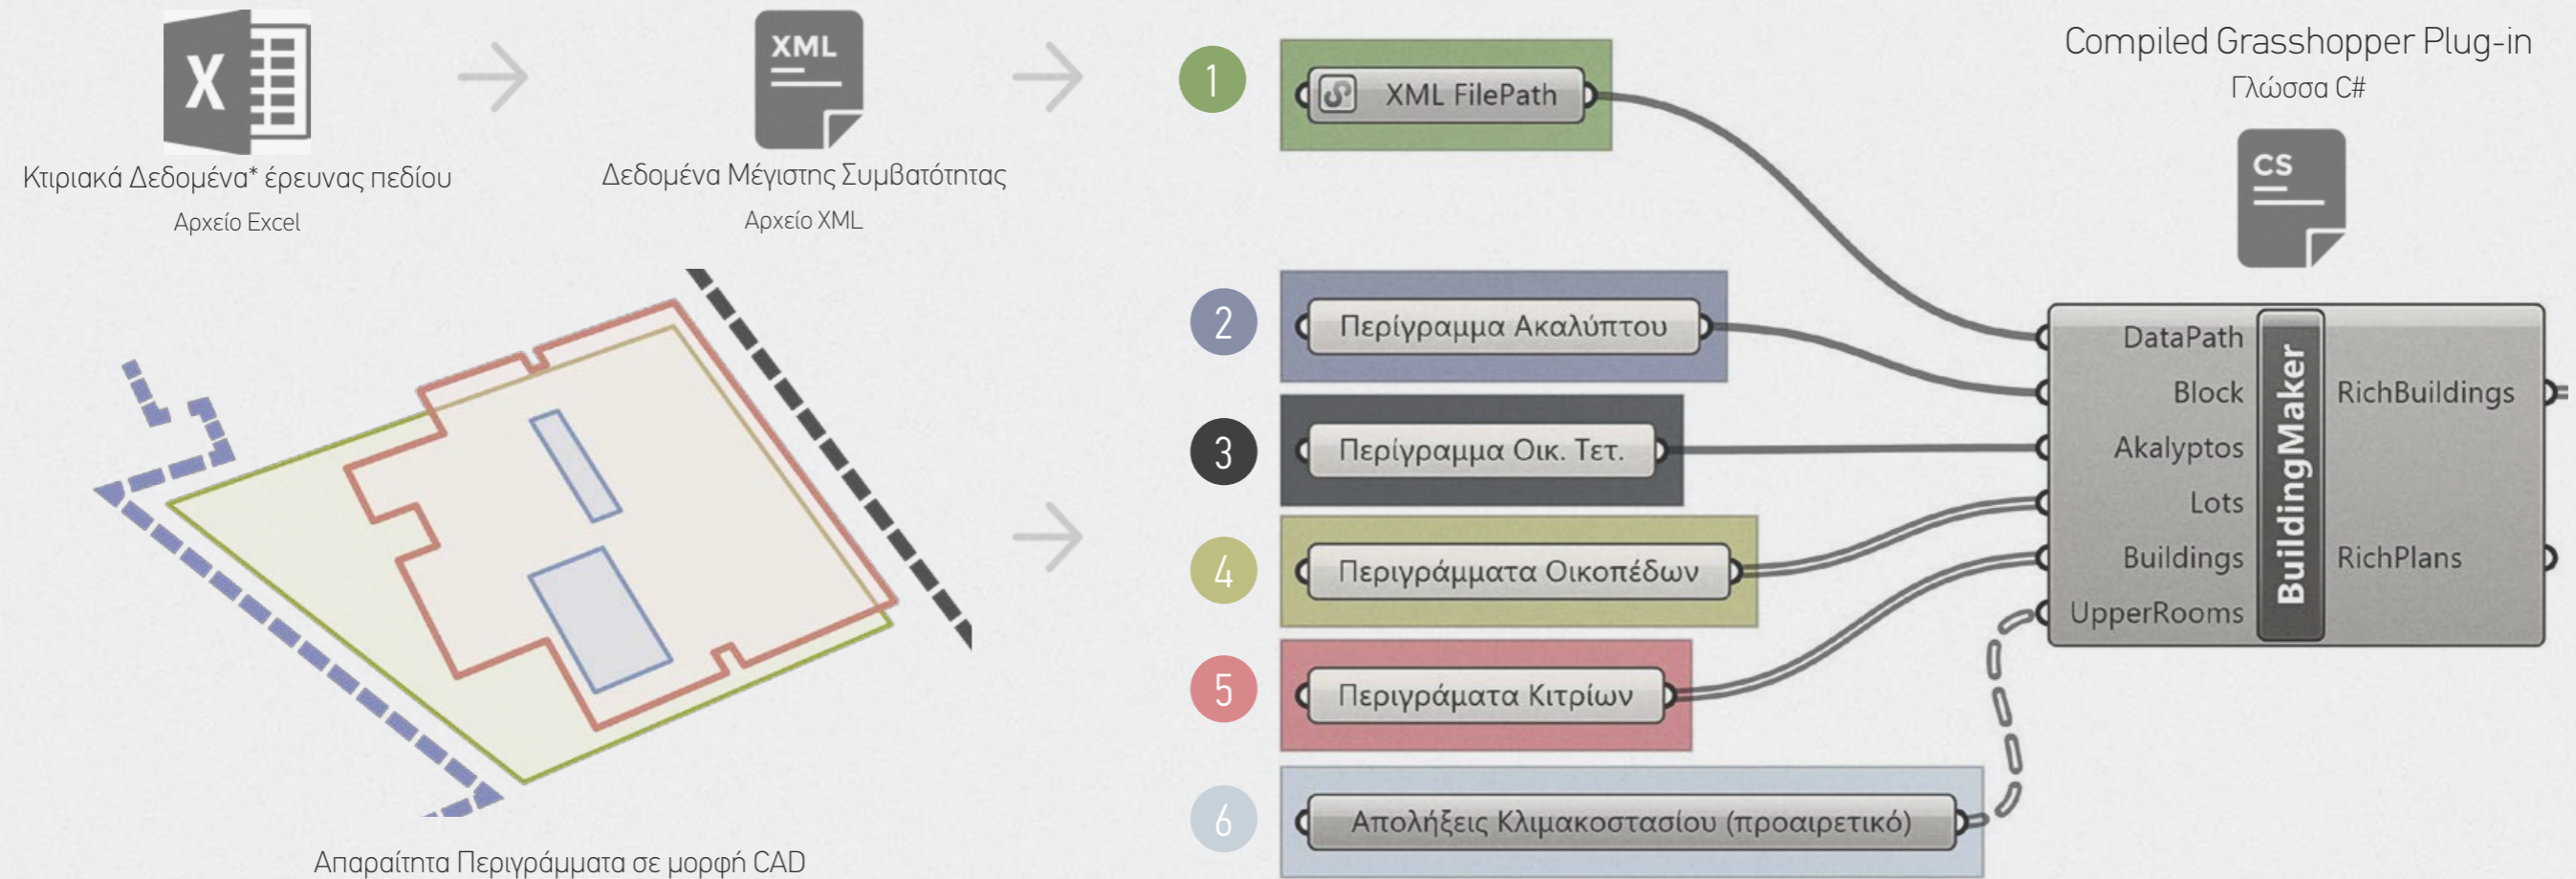 X
XML
Κτιριακά Δεδομένα* έρευνας πεδίου
Αρχείο Excel
Δεδομένα Μέγιστης Συμβατότητας
Αρχείο XML
Απαραίτητα Περιγράμματα σε μορφή CAD
1
XML FilePath
2
Περίγραμμα Ακαλύπτου
3
Περίγραμμα Οικ. Τετ.
4
Περιγράμματα Οικοπέδων
5
Περιγράματα Κιτρίων
6
Απολήξεις Κλιμακοστασίου (προαιρετικό)
Compiled Grasshopper Plug-in
Γλώσσα C#
CS
DataPath
Block
Akalyptos
Lots
Buildings
UpperRooms
BuildingMaker
RichBuildings
RichPlans